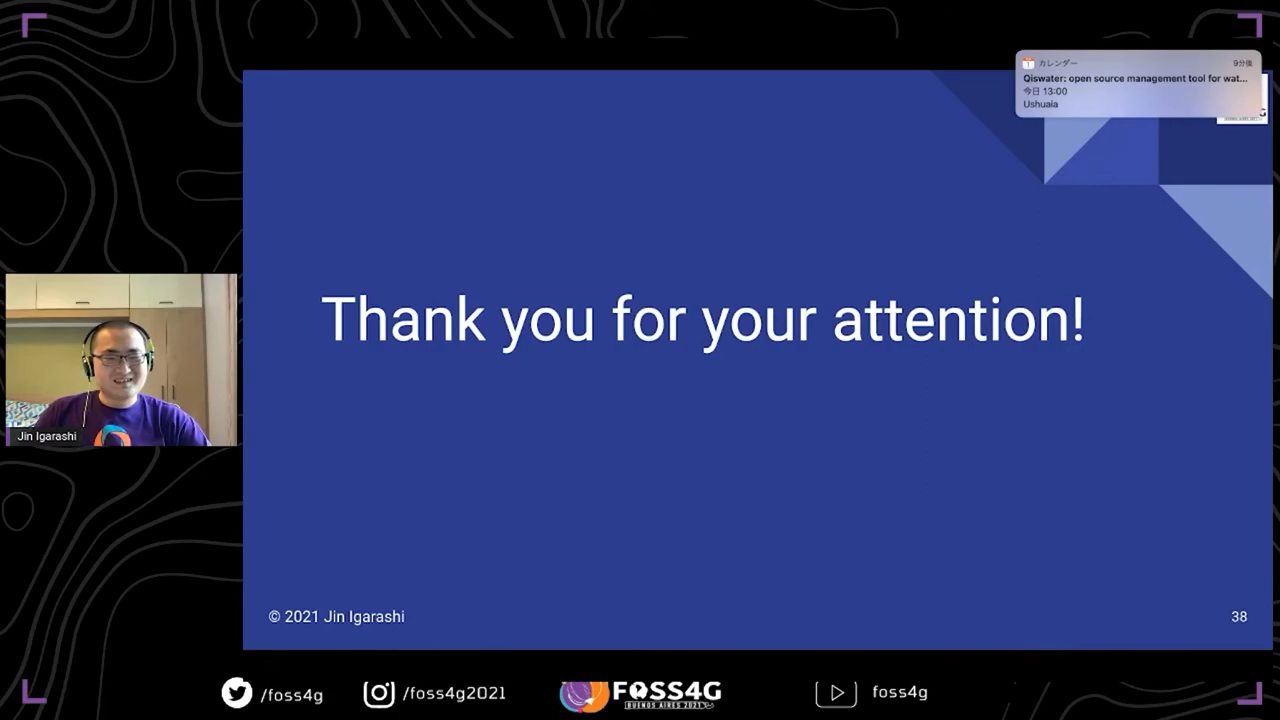 カレンダー
9分後
Qiswater: open source management tool for wat...
今日 13:00
Ushuaia
Thank you for your attention!
Jin Igarashi
© 2021 Jin Igarashi
38
/foss4g
/foss4g2021
FOSS4G
BUENOS AIRES 2021
foss4g